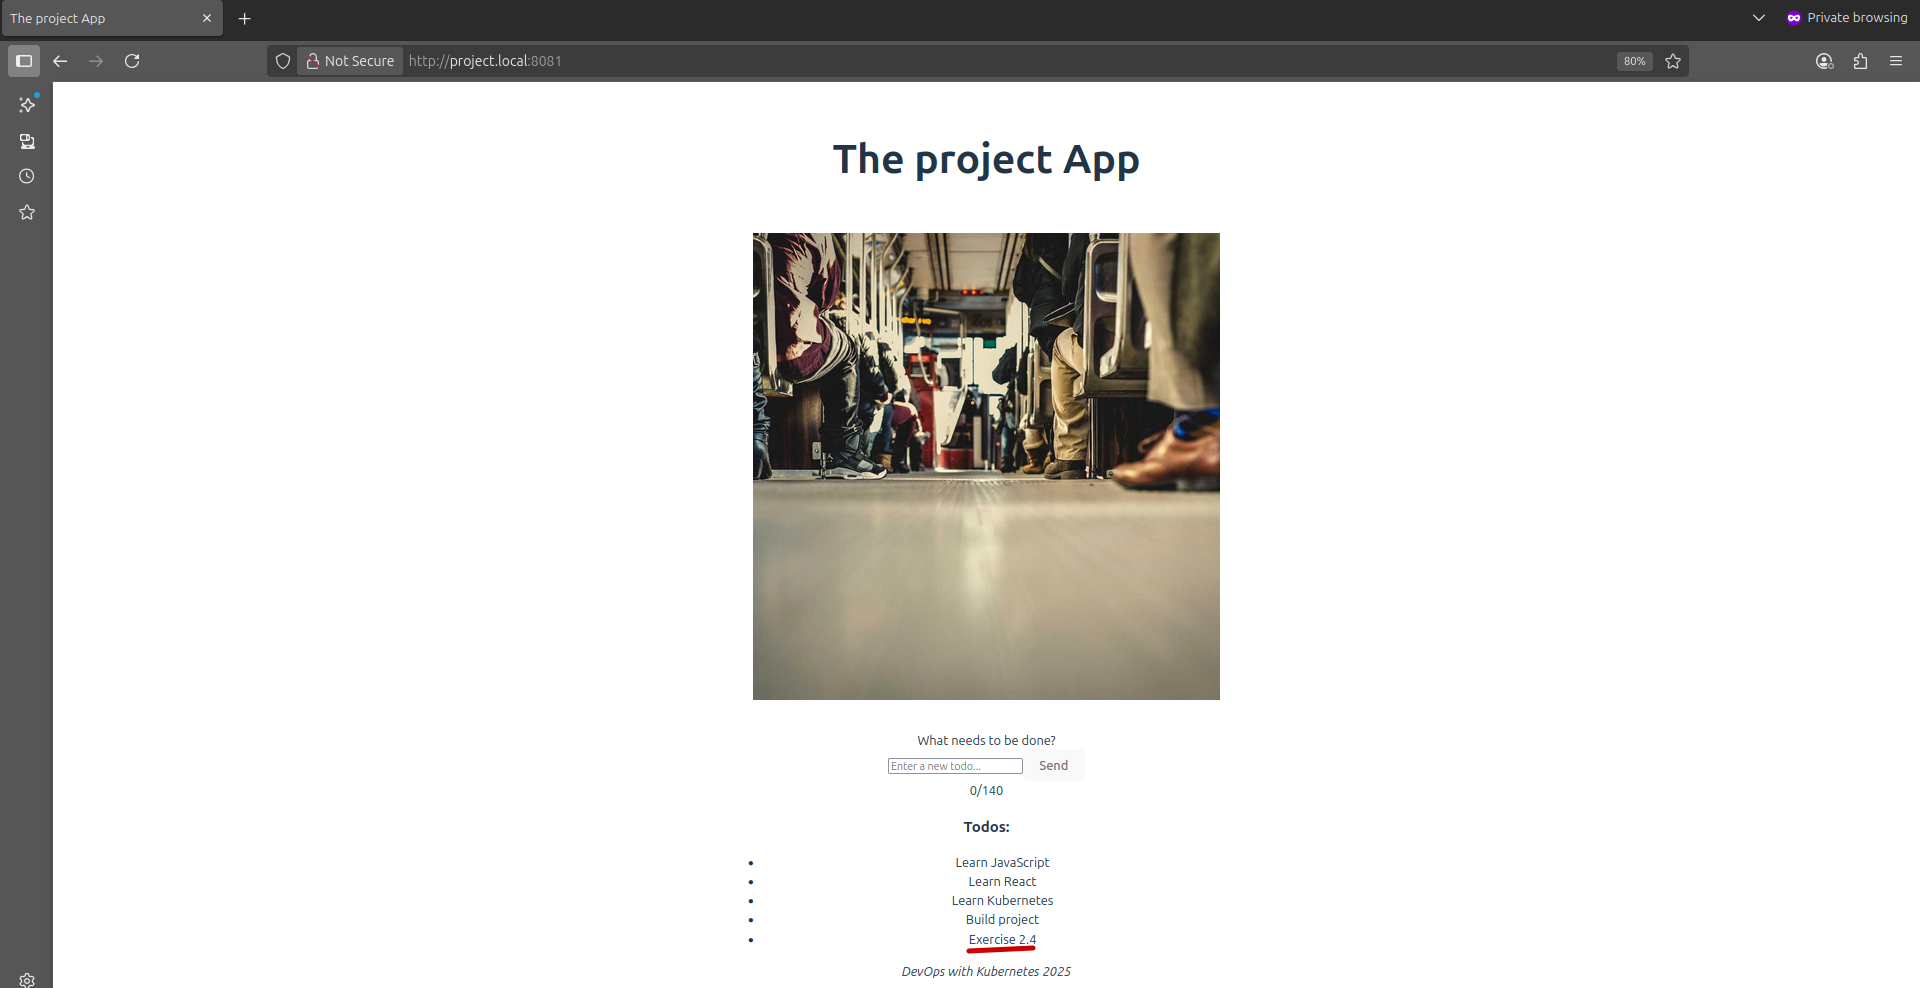 The project App
Private browsing
Not Secure
http://project.local:8081
80%
The project App
What needs to be done?
Enter a new todo...
Send
0/140
Todos:
Learn JavaScript
Learn React
Learn Kubernetes
Build project
Exercise 2.4
DevOps with Kubernetes 2025